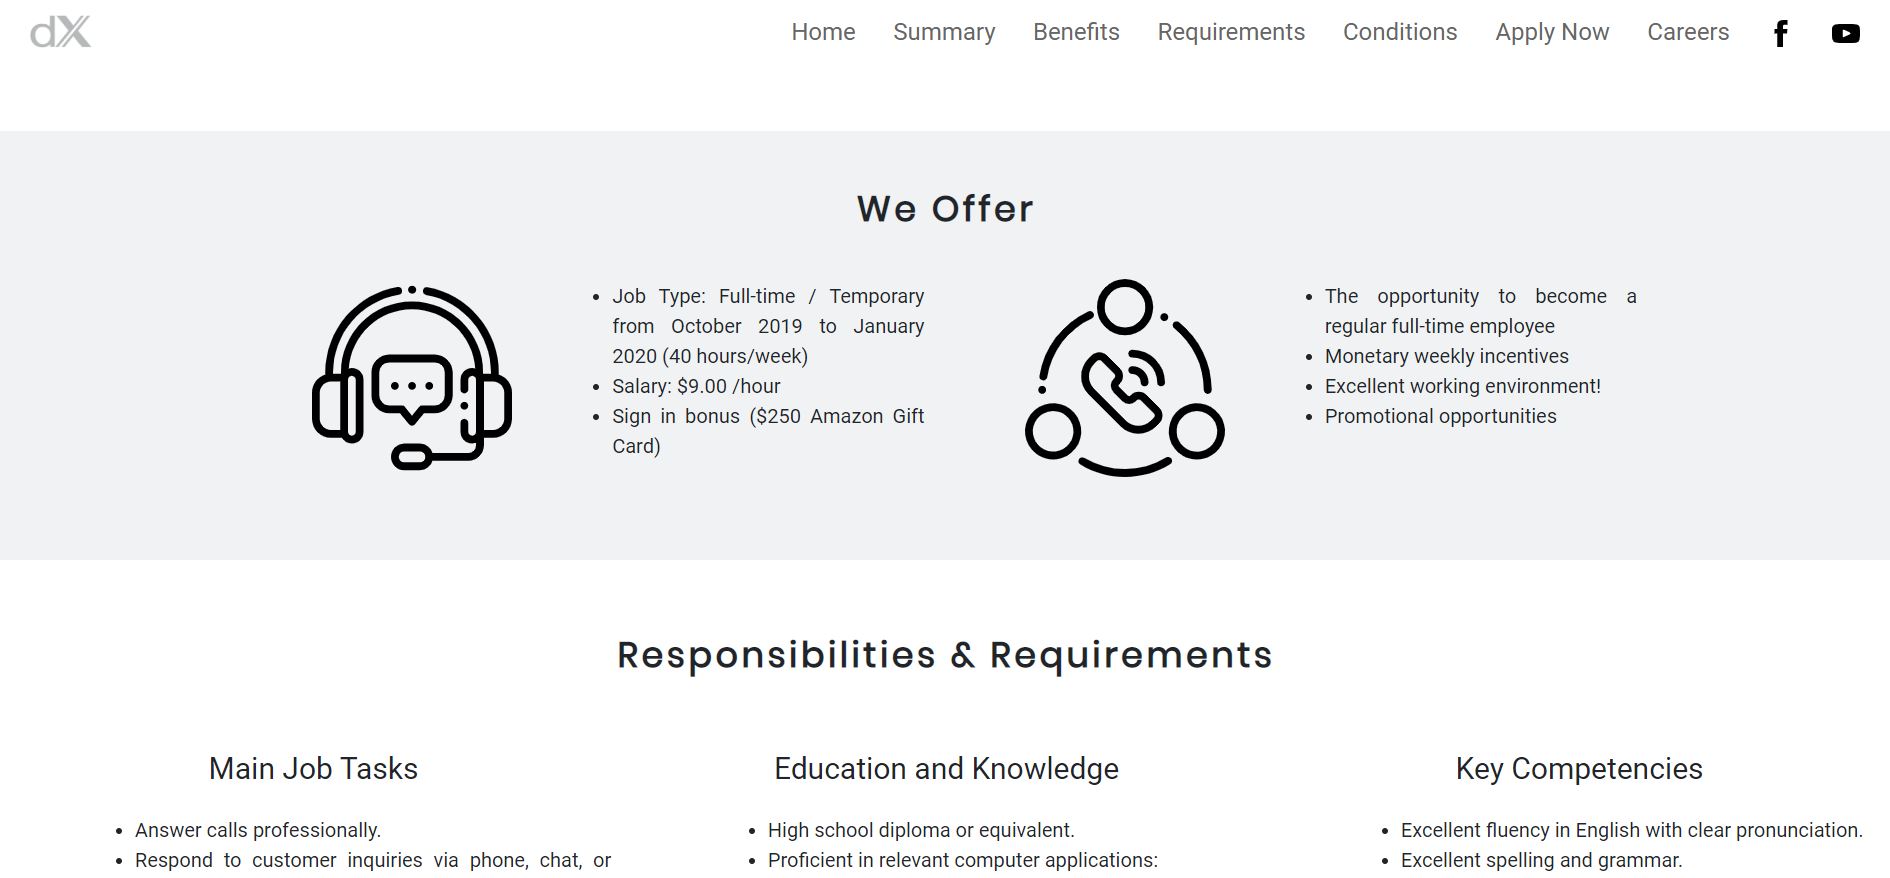 dX
Home Summary Benefits Requirements Conditions Apply Now Careers
We Offer
Job Type: Full-time / Temporary
from October 2019 to January
2020 (40 hours/week)
Salary: $9.00 /hour
Sign in bonus ($250 Amazon Gift
Card)
The opportunity to become a
regular full-time employee
Monetary weekly incentives
Excellent working environment!
Promotional opportunities
Responsibilities & Requirements
Main Job Tasks
Answer calls professionally.
Respond to customer inquiries via phone, chat, or
Education and Knowledge
High school diploma or equivalent.
Proficient in relevant computer applications:
Key Competencies
Excellent fluency in English with clear pronunciation.
Excellent spelling and grammar.